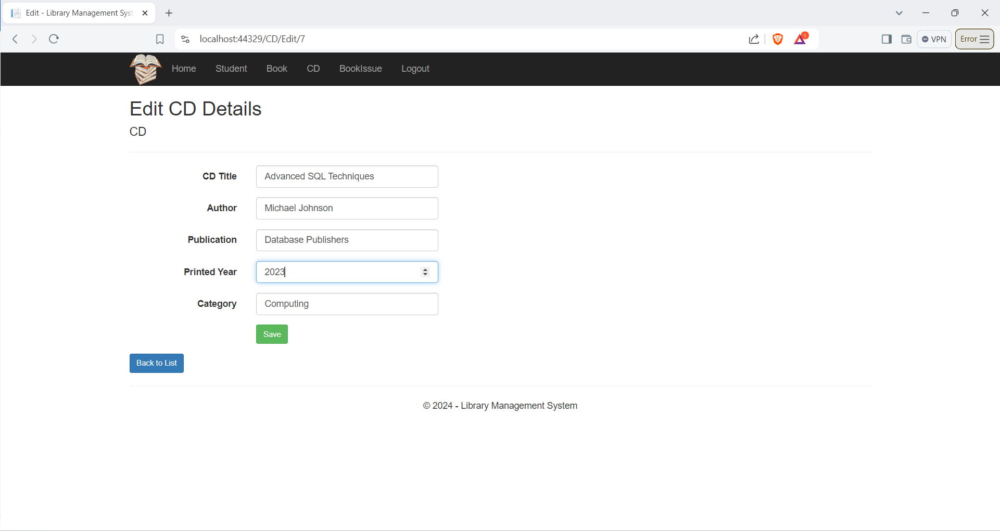 Edit - Library Management Syst
localhost:44329/CD/Edit/7
1
VPN
Error
Home Student Book CD BookIssue Logout
Edit CD Details
CD
CD Title Advanced SQL Techniques
Author Michael Johnson
Publication Database Publishers
Printed Year 2023
Category Computing
Save
Back to List
© 2024 - Library Management System